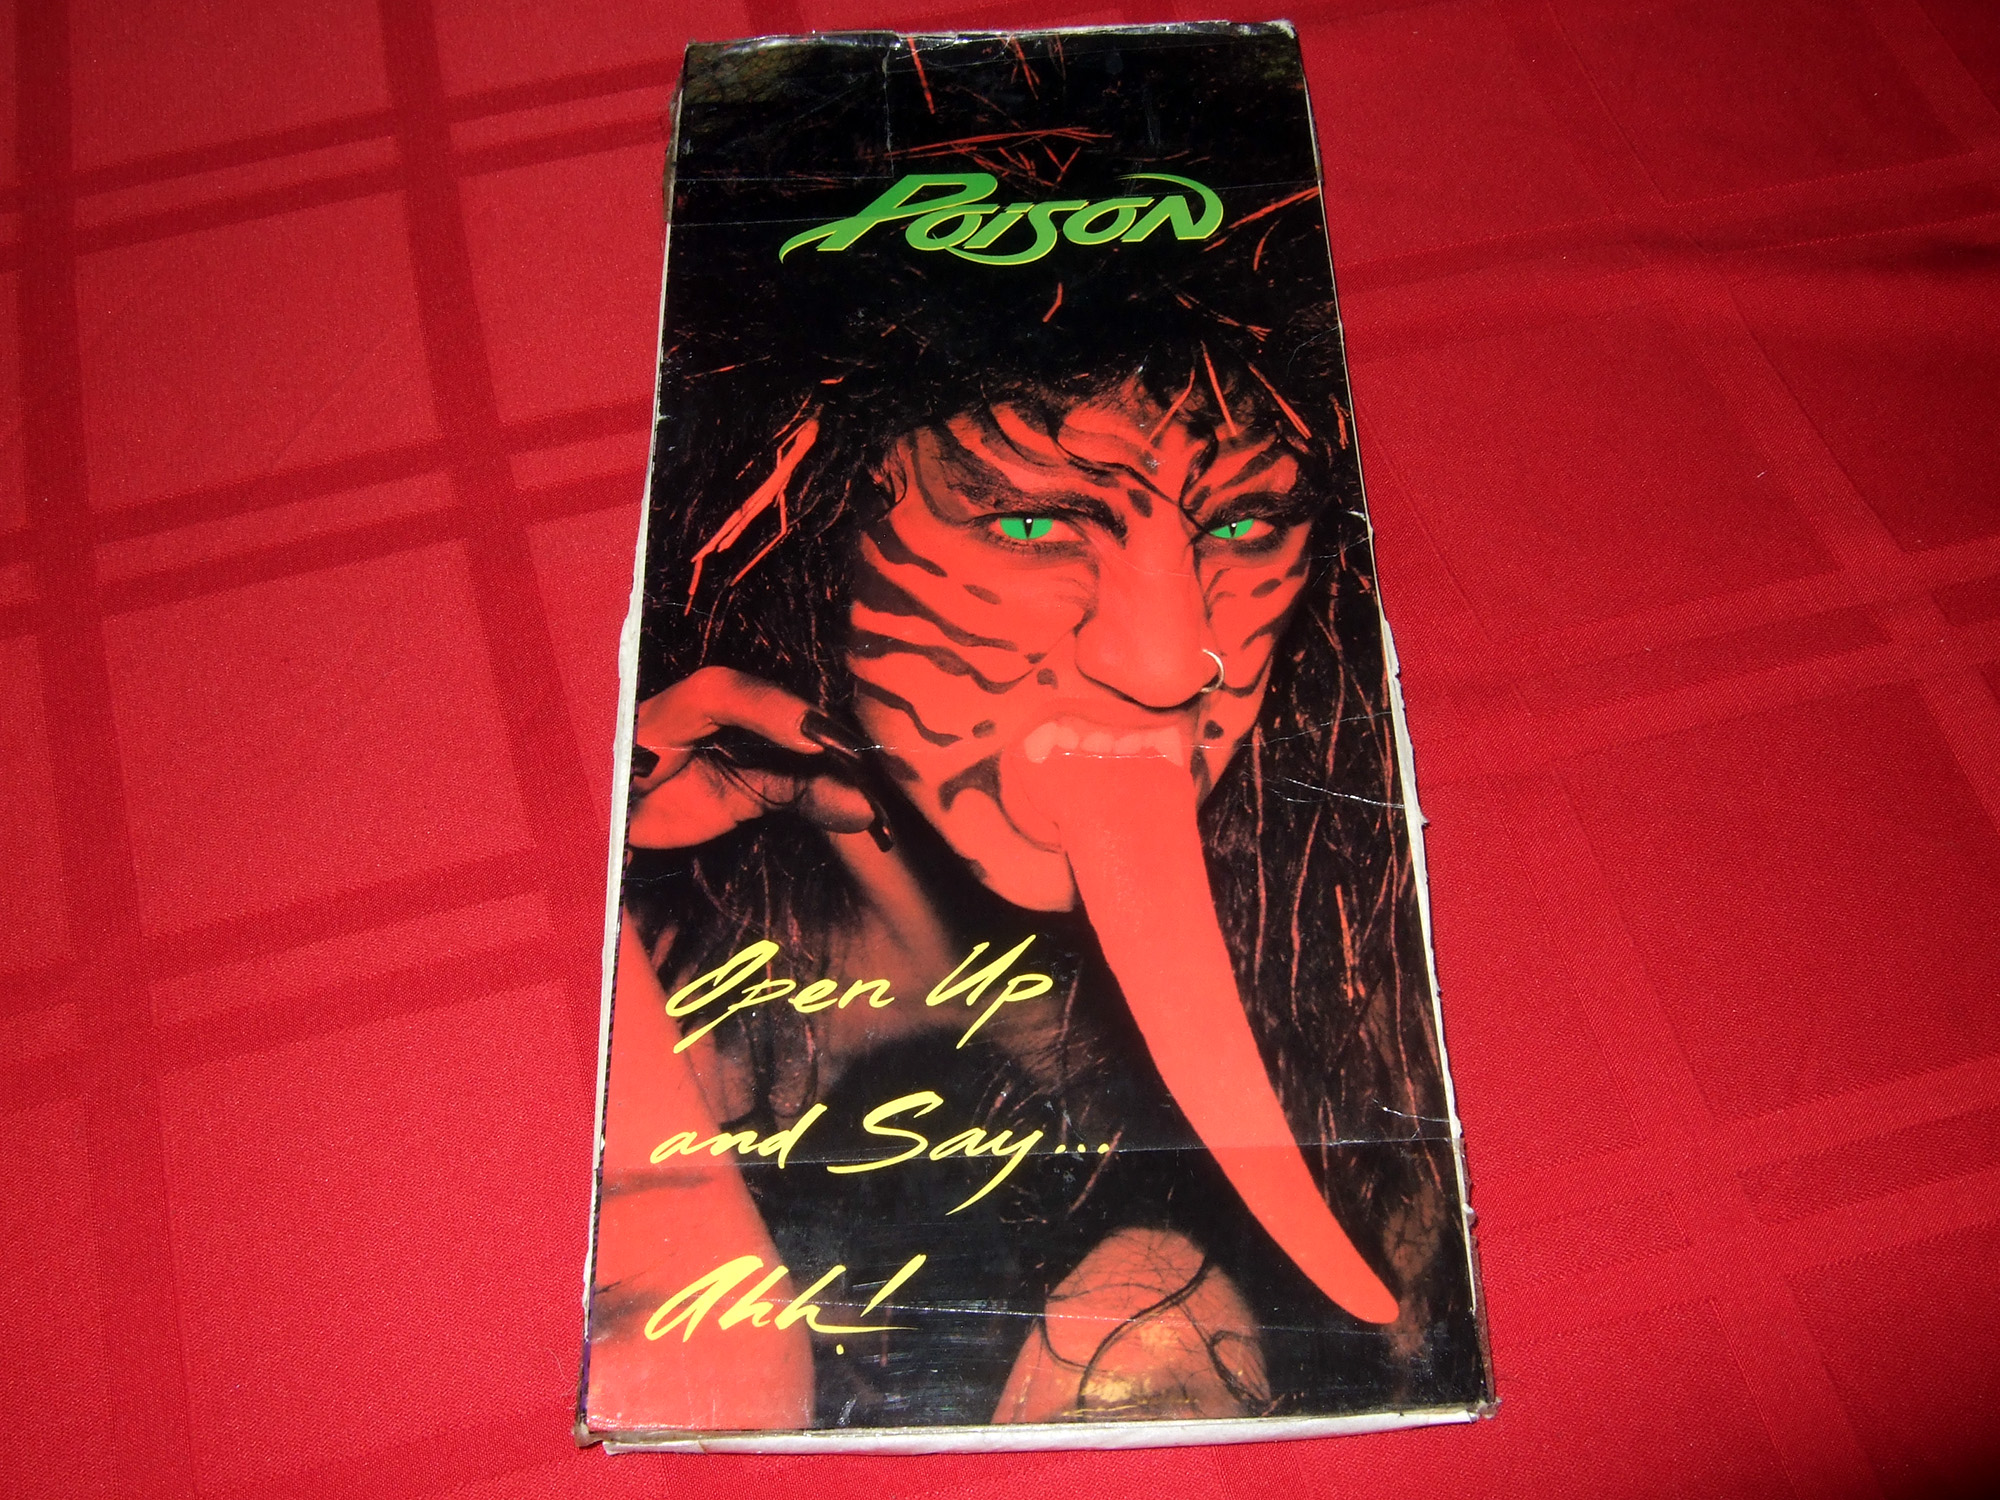 Poison
Open Up
and Say...
Ahh!